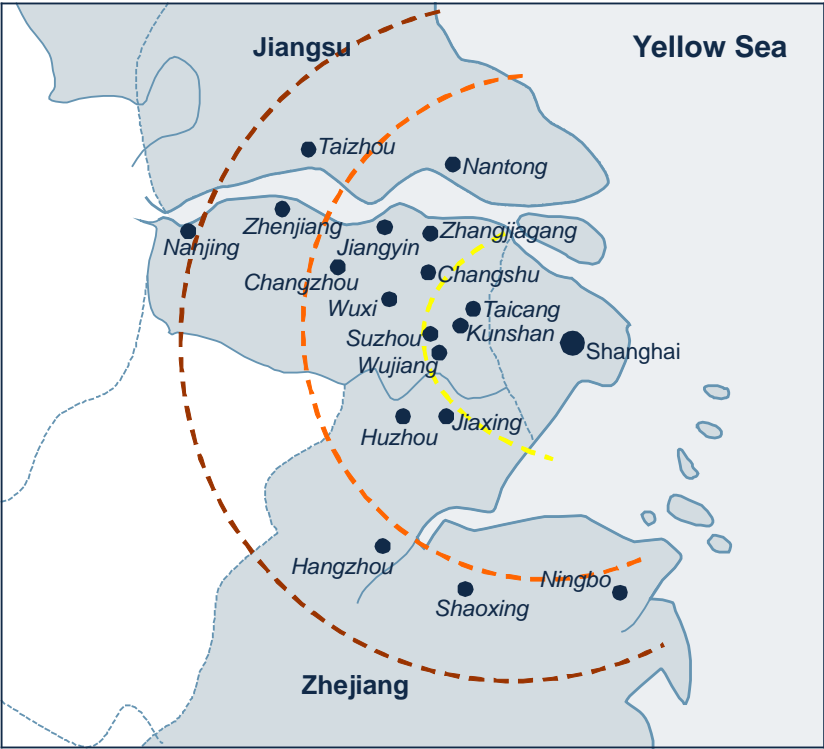 Jiangsu
Yellow Sea
Taizhou
Nantong
Zhenjiang
Nanjing
Jiangyin
Zhangjiagang
Changzhou
Changshu
Wuxi
Taicang
Suzhou
Kunshan
Wujiang
Shanghai
Huzhou
Jiaxing
Hangzhou
Ningbo
Shaoxing
Zhejiang